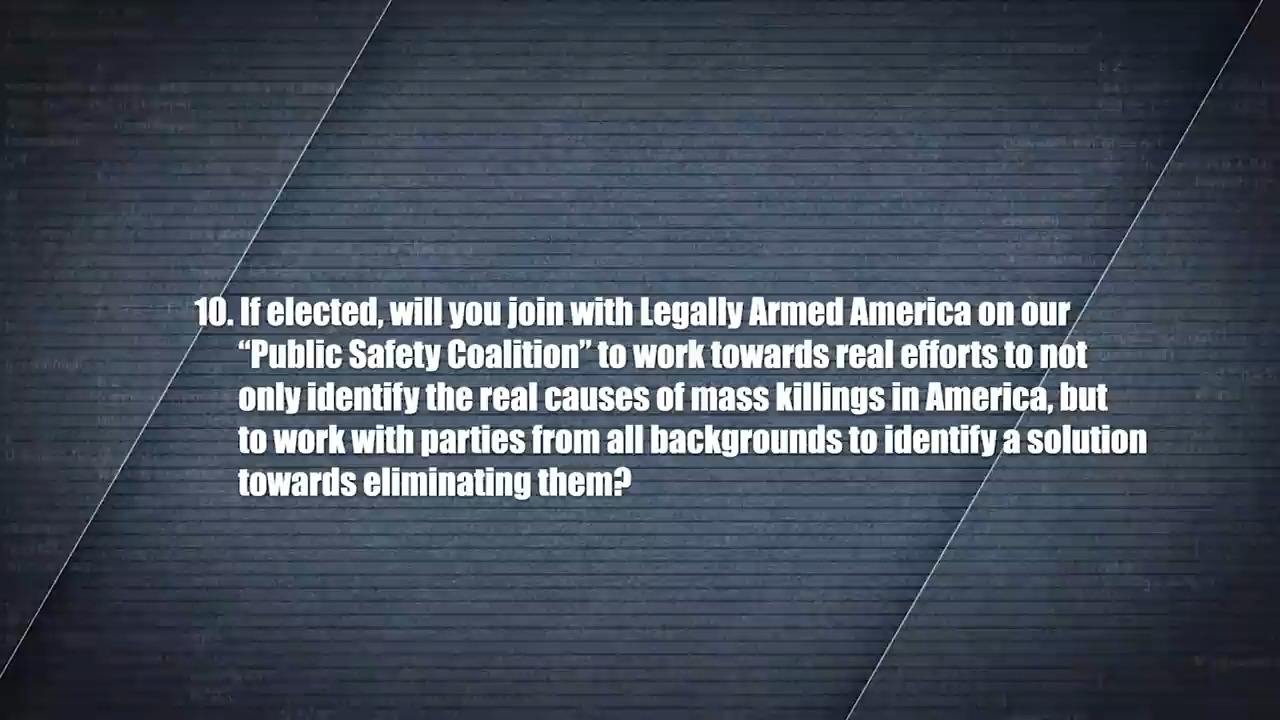 10. If elected, will you join with Legally Armed America on our
“Public Safety Coalition” to work towards real efforts to not
only identify the real causes of mass killings in America, but
to work with parties from all backgrounds to identify a solution
towards eliminating them?